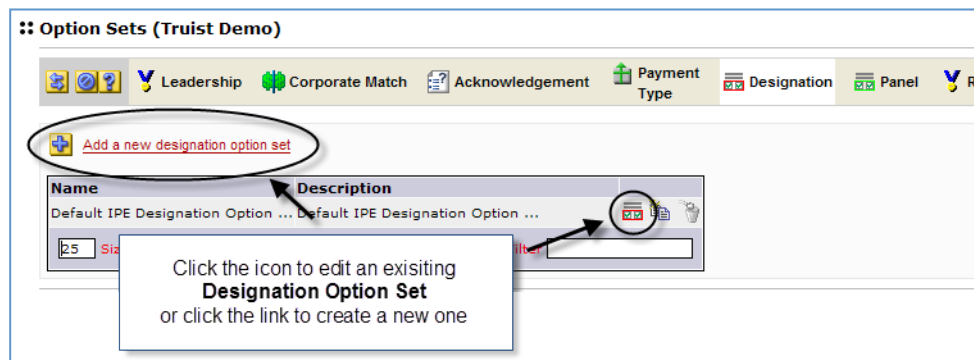 :: Option Sets (Truist Demo)
Leadership Corporate Match Acknowledgement Payment Type Designation Panel
Add a new designation option set
Name Description
Default IPE Designation Option ... Default IPE Designation Option ...
25
Click the icon to edit an exisiting
Designation Option Set
or click the link to create a new one